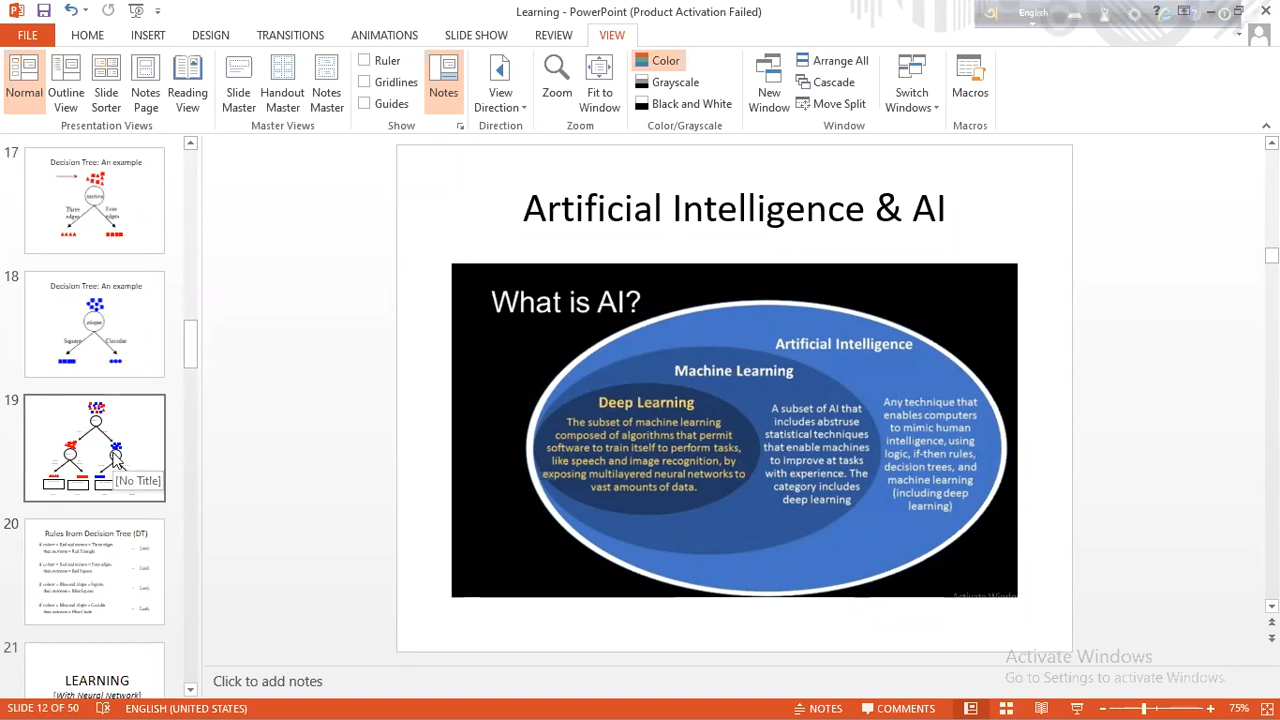 Learning - PowerPoint (Product Activation Failed)
English
FILE HOME INSERT DESIGN TRANSITIONS ANIMATIONS SLIDE SHOW REVIEW VIEW
Normal Outline View Slide Sorter Notes Page Reading View
Presentation Views
Slide Master Handout Master Notes Master
Master Views
Ruler
Gridlines
Guides
Show
Notes
View Direction
Direction
Zoom Fit to Window
Zoom
Color
Grayscale
Black and White
Color/Grayscale
New Window
Arrange All
Cascade
Move Split
Switch Windows
Window
Macros
Macros
17
Decision Tree: An example
Three edges
Four edges
18
Decision Tree: An example
Square Circular
19
[No Title]
20
Rules from Decision Tree (DT)
21
LEARNING
[With Neural Network]
Artificial Intelligence & AI
What is AI?
Artificial Intelligence
Machine Learning
Deep Learning
The subset of machine learning
composed of algorithms that permit
software to train itself to perform tasks,
like speech and image recognition, by
exposing multilayered neural networks to
vast amounts of data.
A subset of AI that
includes abstruse
statistical techniques
that enable machines
to improve at tasks
with experience. The
category includes
deep learning
Any technique that
enables computers
to mimic human
intelligence, using
logic, if-then rules,
decision trees, and
machine learning
(including deep
learning)
Activate Windows
Go to Settings to activate Windows.
Click to add notes
SLIDE 12 OF 50 ENGLISH (UNITED STATES) NOTES COMMENTS 75%